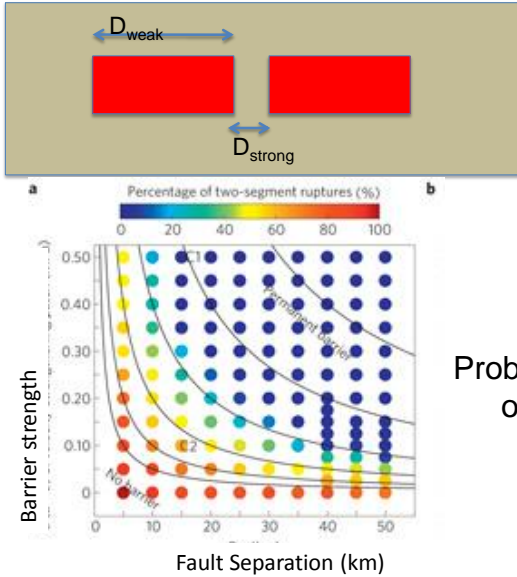 D_weak
D_strong
a
Percentage of two-segment ruptures (%)
b
0 20 40 60 80 100
0.50
0.40
0.30
0.20
0.10
0
C1
Permanent barrier
C2
No barrier
Barrier strength
0 10 20 30 40 50
Fault Separation (km)
Prob
o